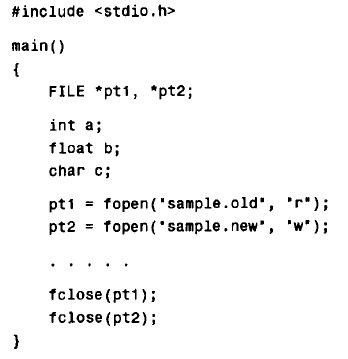 #include <stdio.h>
main()
{
FILE *pt1, *pt2;
int a;
float b;
char c;
pt1 = fopen("sample.old", "r");
pt2 = fopen("sample.new", "w");
. . . . .
fclose(pt1);
fclose(pt2);
}